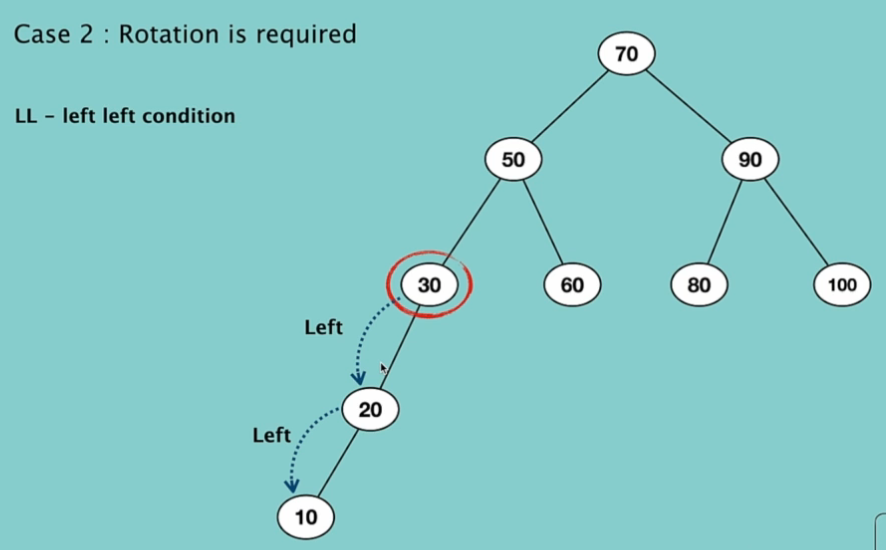 Case 2 : Rotation is required
70
LL - left left condition
50
90
30
60
80
100
Left
20
Left
10